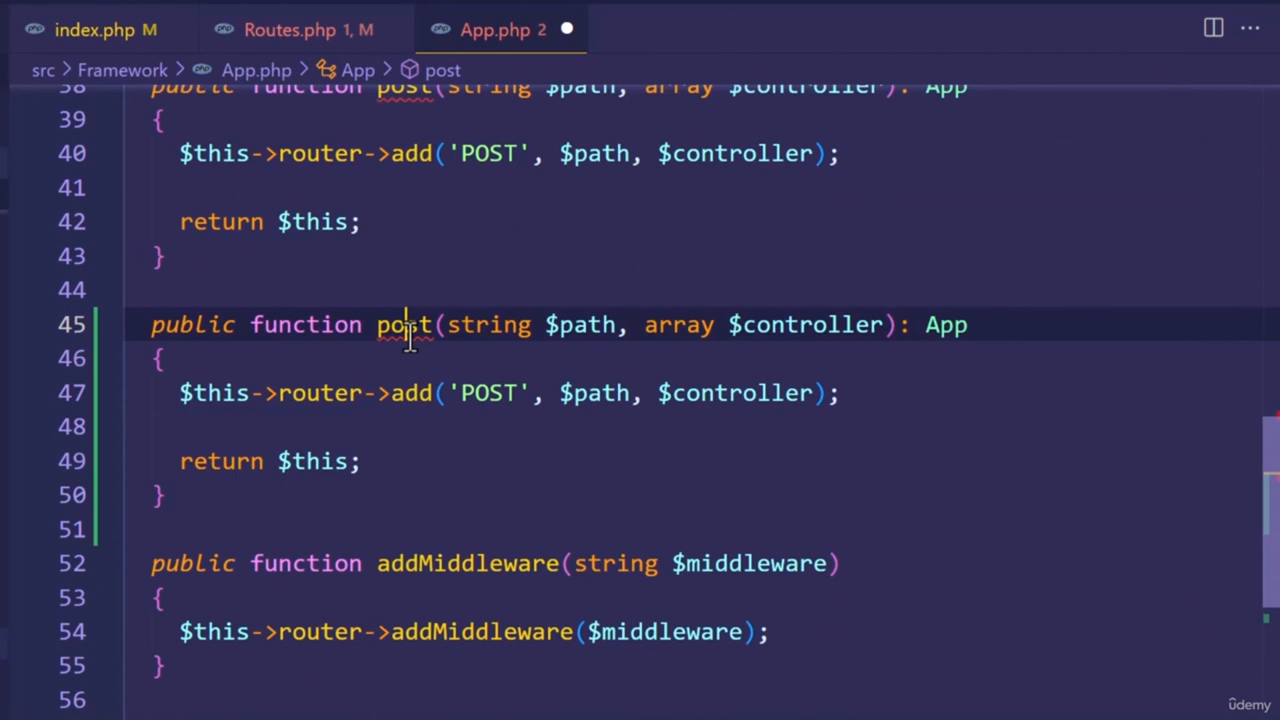 index.php M Routes.php 1, M App.php 2
src > Framework > App.php > App > post
38 public function post(string $path, array $controller): App
39 {
40 $this->router->add('POST', $path, $controller);
41
42 return $this;
43 }
44
45 public function post(string $path, array $controller): App
46 {
47 $this->router->add('POST', $path, $controller);
48
49 return $this;
50 }
51
52 public function addMiddleware(string $middleware)
53 {
54 $this->router->addMiddleware($middleware);
55 }
56
ûdemy